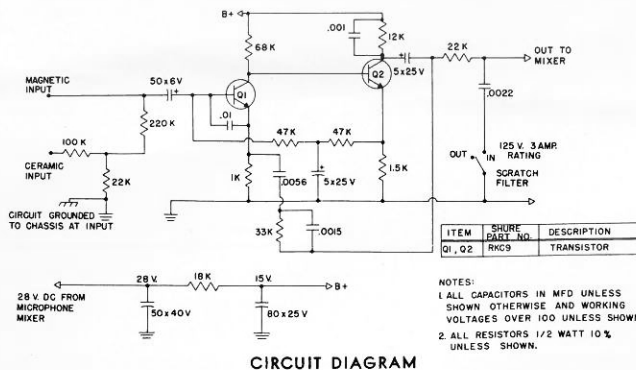 B+
.001
12K
68K
22K
OUT TO
MIXER
MAGNETIC
INPUT
50x6V
+
Q1
Q2
+
5x25V
.0022
.01
220K
47K
47K
100K
CERAMIC
INPUT
22K
1K
.0056
+
5x25V
1.5K
125 V. 3 AMP.
RATING
OUT
IN
SCRATCH
FILTER
CIRCUIT GROUNDED
TO CHASSIS AT INPUT
33K
.0015
ITEM SHURE PART NO. DESCRIPTION
Q1, Q2 RKC9 TRANSISTOR
28 V. DC FROM
MICROPHONE
MIXER
28 V.
18K
15V.
B+
50x40V
80x25V
NOTES:
1. ALL CAPACITORS IN MFD UNLESS
SHOWN OTHERWISE AND WORKING
VOLTAGES OVER 100 UNLESS SHOWN
2. ALL RESISTORS 1/2 WATT 10%
UNLESS SHOWN.
CIRCUIT DIAGRAM